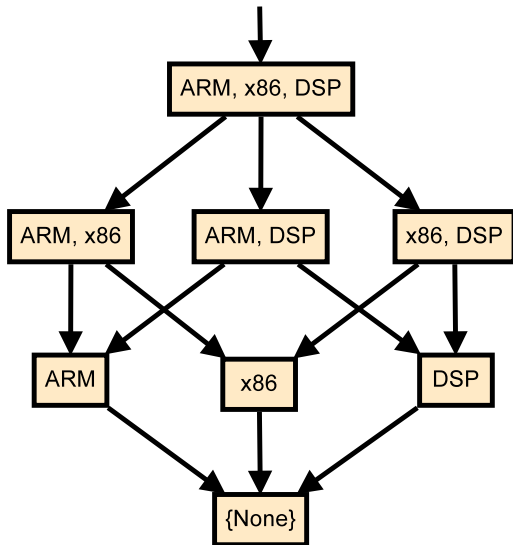 ARM, x86, DSP
ARM, x86
ARM, DSP
x86, DSP
ARM
x86
DSP
{None}